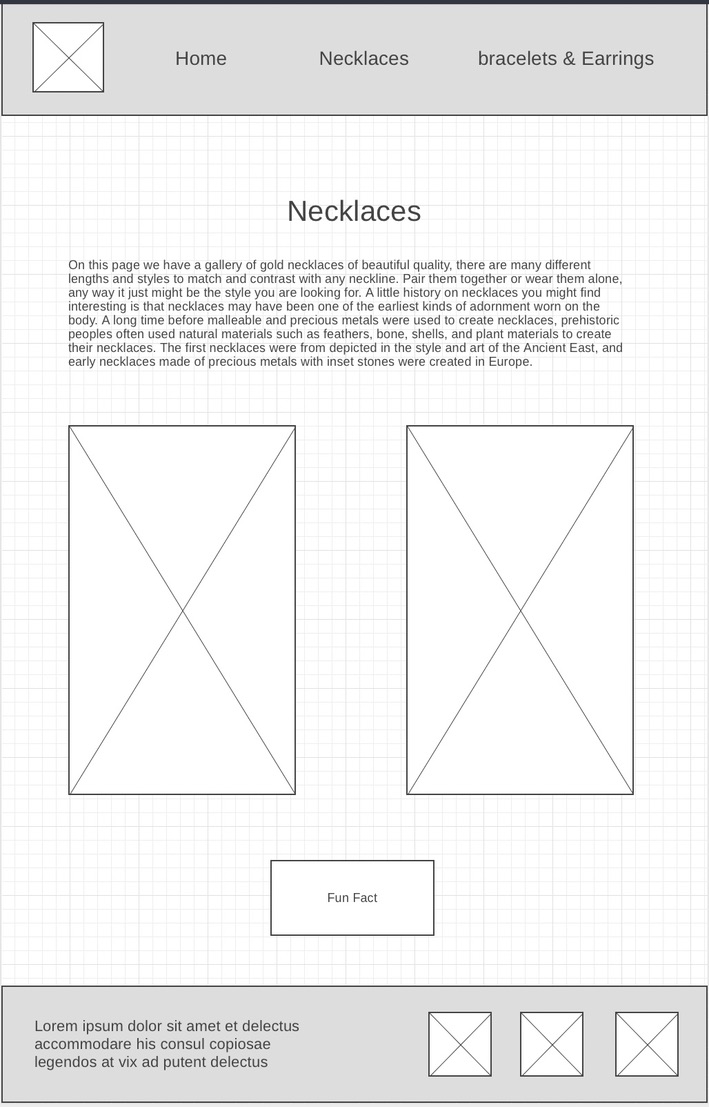 Home Necklaces bracelets & Earrings
Necklaces
On this page we have a gallery of gold necklaces of beautiful quality, there are many different
lengths and styles to match and contrast with any neckline. Pair them together or wear them alone,
any way it just might be the style you are looking for. A little history on necklaces you might find
interesting is that necklaces may have been one of the earliest kinds of adornment worn on the
body. A long time before malleable and precious metals were used to create necklaces, prehistoric
peoples often used natural materials such as feathers, bone, shells, and plant materials to create
their necklaces. The first necklaces were from depicted in the style and art of the Ancient East, and
early necklaces made of precious metals with inset stones were created in Europe.
Fun Fact
Lorem ipsum dolor sit amet et delectus
accommodare his consul copiosae
legendos at vix ad putent delectus